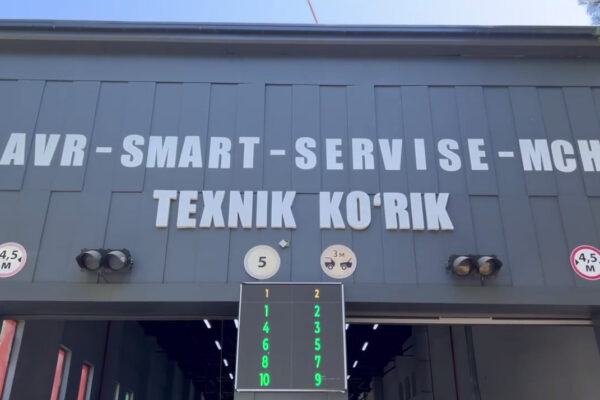 AVR-SMART-SERVISE-MCH
TEXNIK KO‘RIK
4,5 М
5
3 М
4,5 М
1 2
1 2
4 3
6 5
8 7
10 9